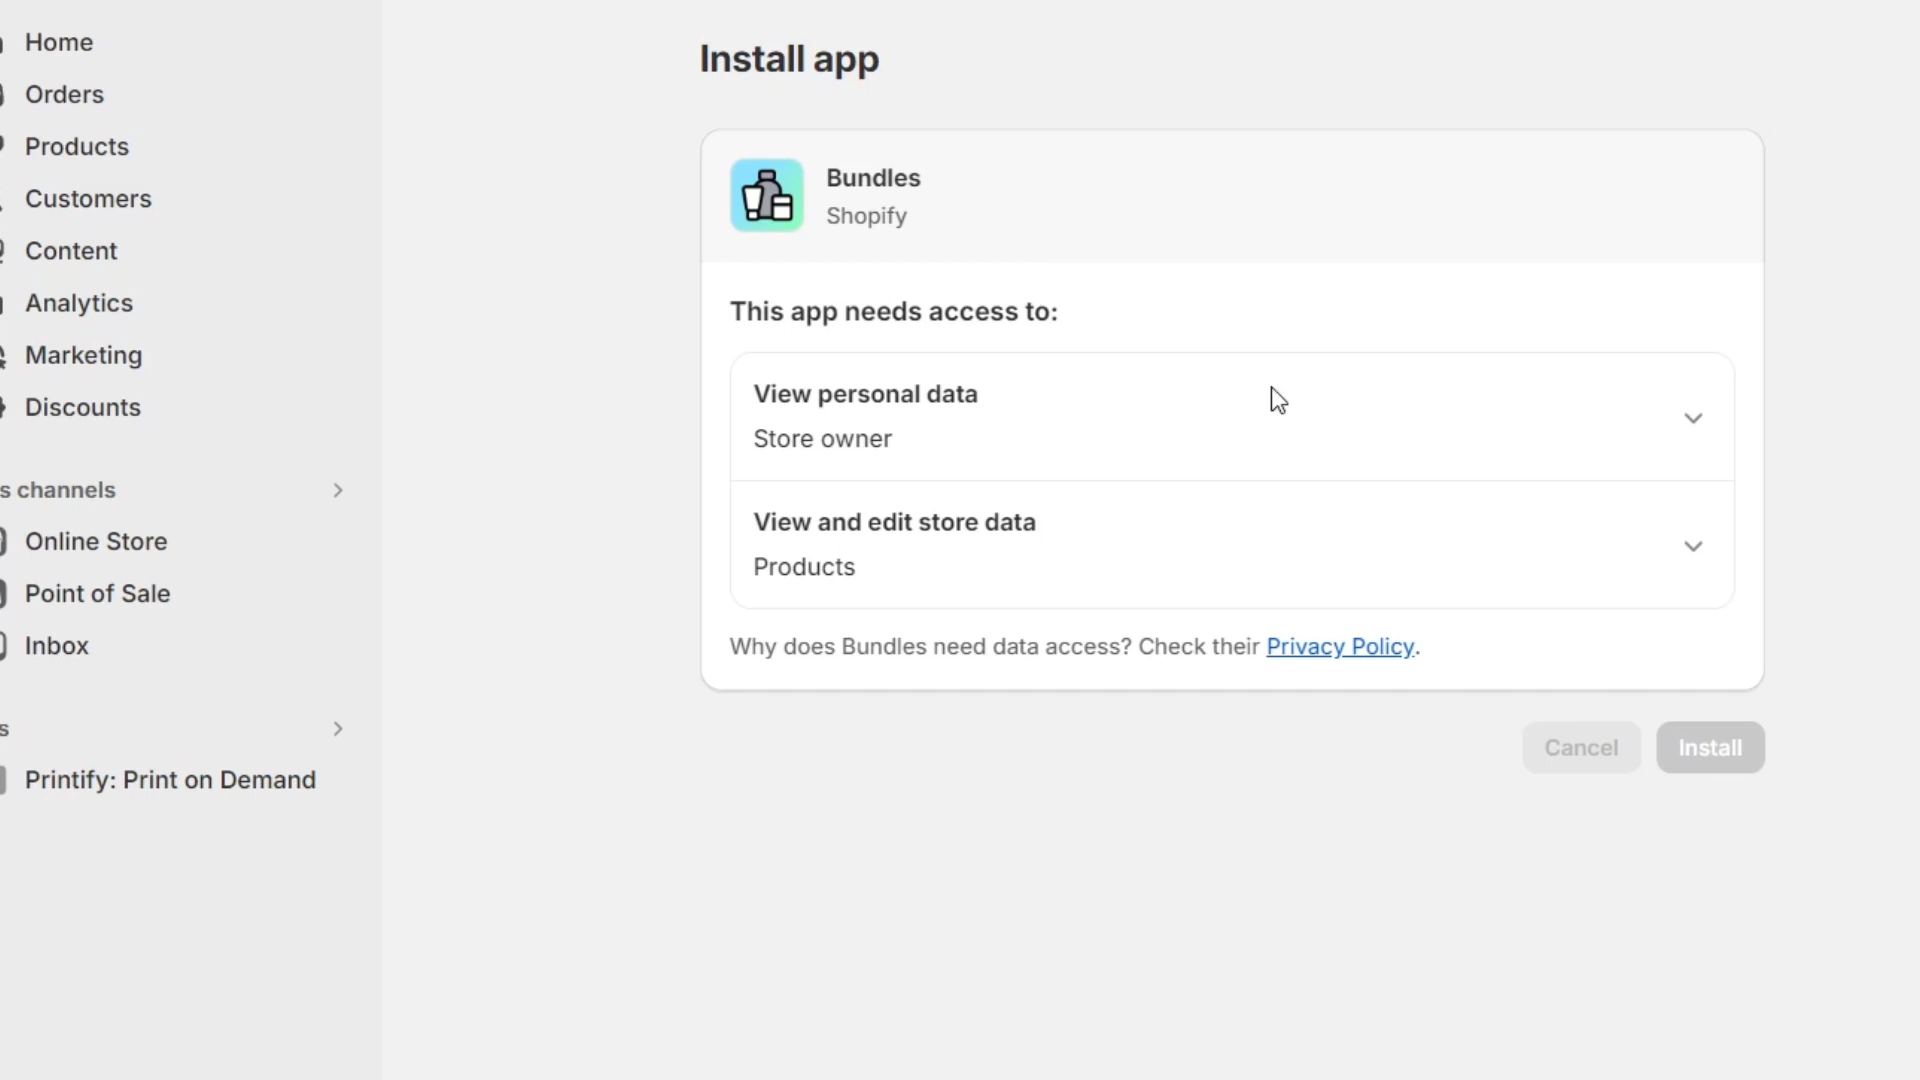 Home
Orders
Products
Customers
Content
Analytics
Marketing
Discounts
s channels
Online Store
Point of Sale
Inbox
s
Printify: Print on Demand
Install app
Bundles
Shopify
This app needs access to:
View personal data
Store owner
View and edit store data
Products
Why does Bundles need data access? Check their Privacy Policy.
Cancel
Install